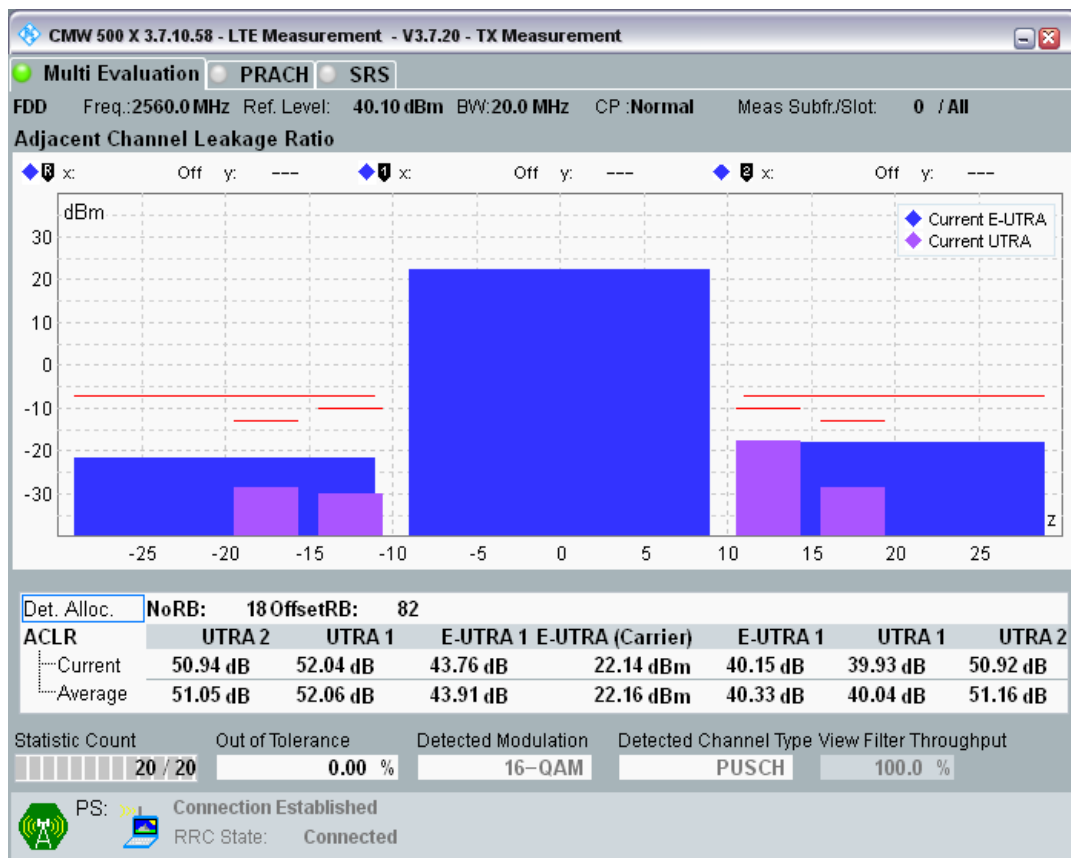 CMW 500 X 3.7.10.58 - LTE Measurement - V3.7.20 - TX Measurement
Multi Evaluation PRACH SRS
FDD Freq.:2560.0 MHz Ref. Level: 40.10 dBm BW:20.0 MHz CP :Normal Meas Subfr./Slot: 0 / All
Adjacent Channel Leakage Ratio
R x: Off y: --- 1 x: Off y: --- 2 x: Off y: ---
dBm
Current E-UTRA
Current UTRA
30
20
10
0
-10
-20
-30
z
-25 -20 -15 -10 -5 0 5 10 15 20 25
Det. Alloc. NoRB: 18 OffsetRB: 82
ACLR UTRA 2 UTRA 1 E-UTRA 1 E-UTRA (Carrier) E-UTRA 1 UTRA 1 UTRA 2
Current 50.94 dB 52.04 dB 43.76 dB 22.14 dBm 40.15 dB 39.93 dB 50.92 dB
Average 51.05 dB 52.06 dB 43.91 dB 22.16 dBm 40.33 dB 40.04 dB 51.16 dB
Statistic Count Out of Tolerance Detected Modulation Detected Channel Type View Filter Throughput
20 / 20 0.00 % 16-QAM PUSCH 100.0 %
PS: Connection Established
RRC State: Connected